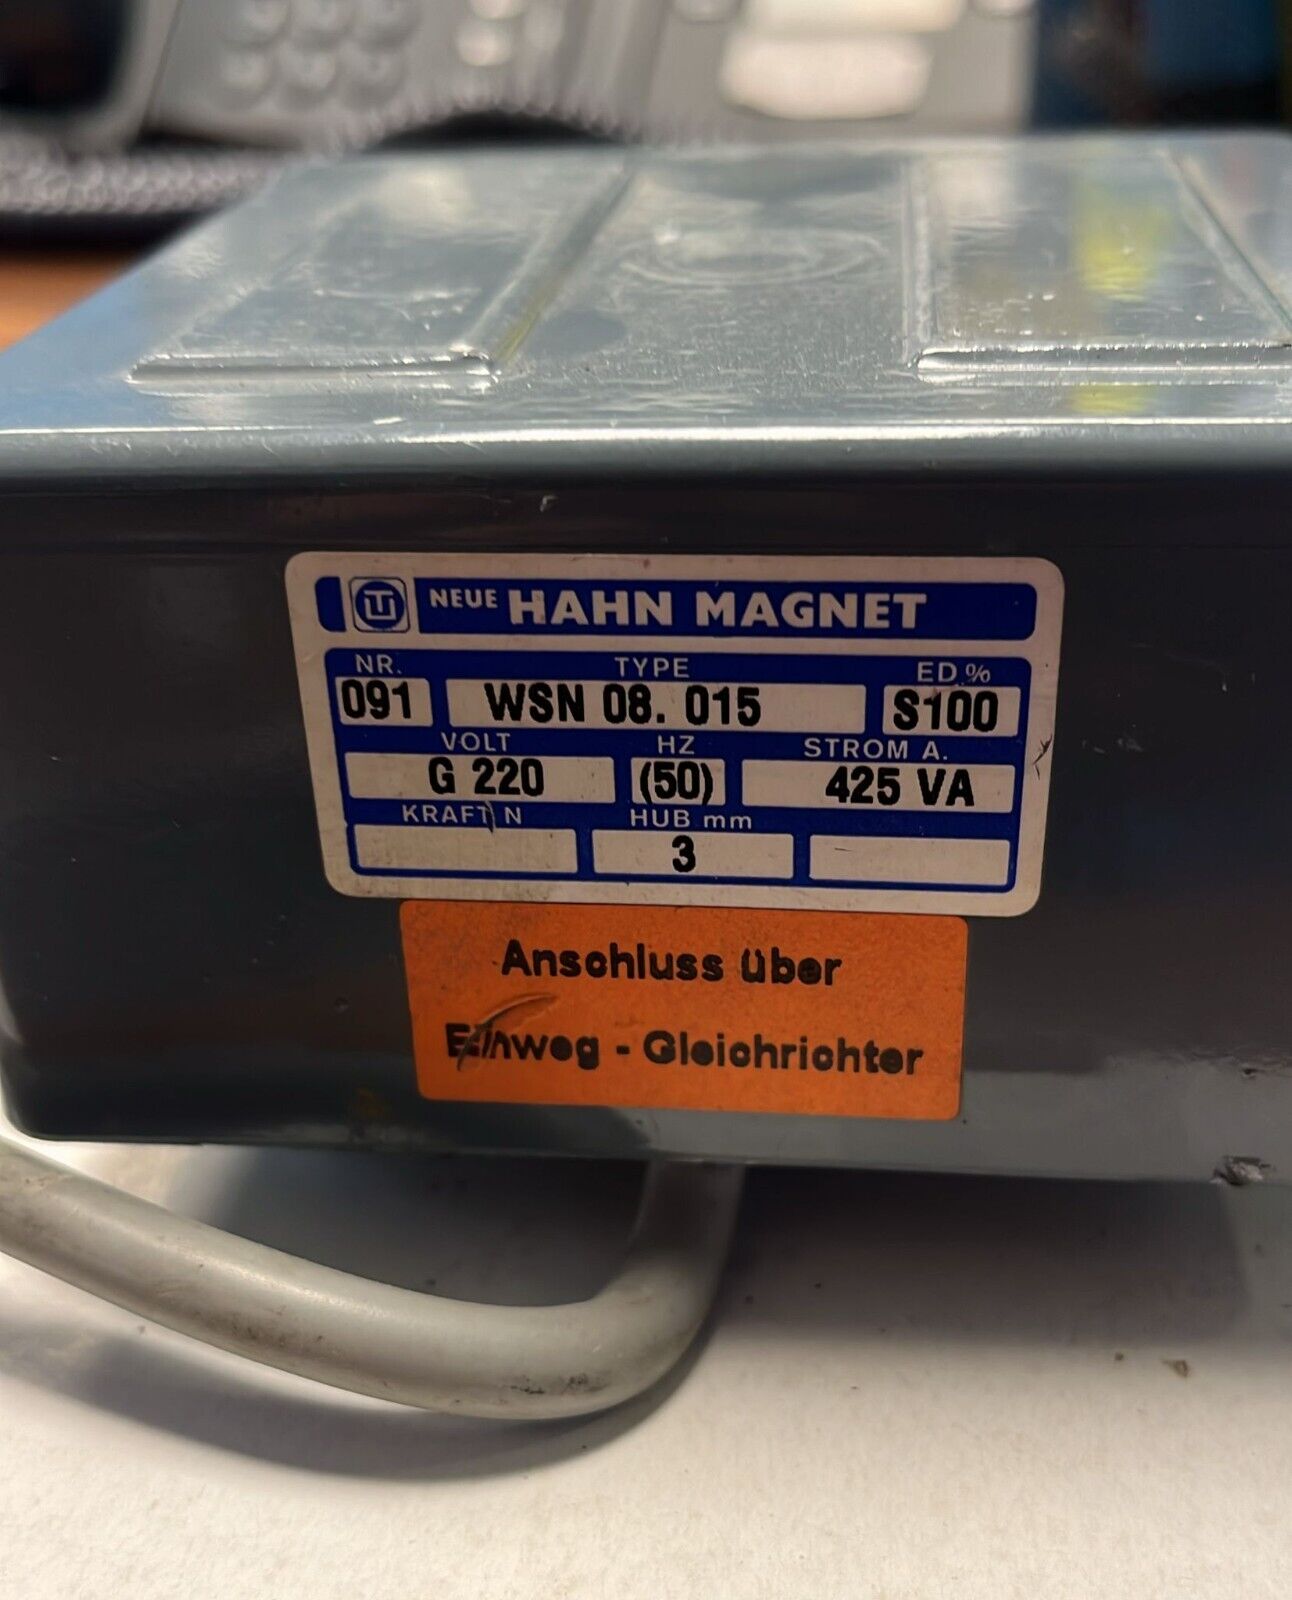 NEUE HAHN MAGNET
NR. TYPE ED %
091 WSN 08. 015 S100
VOLT HZ STROM A.
G 220 (50) 425 VA
KRAFT N HUB mm
3
Anschluss über
Einweg - Gleichrichter